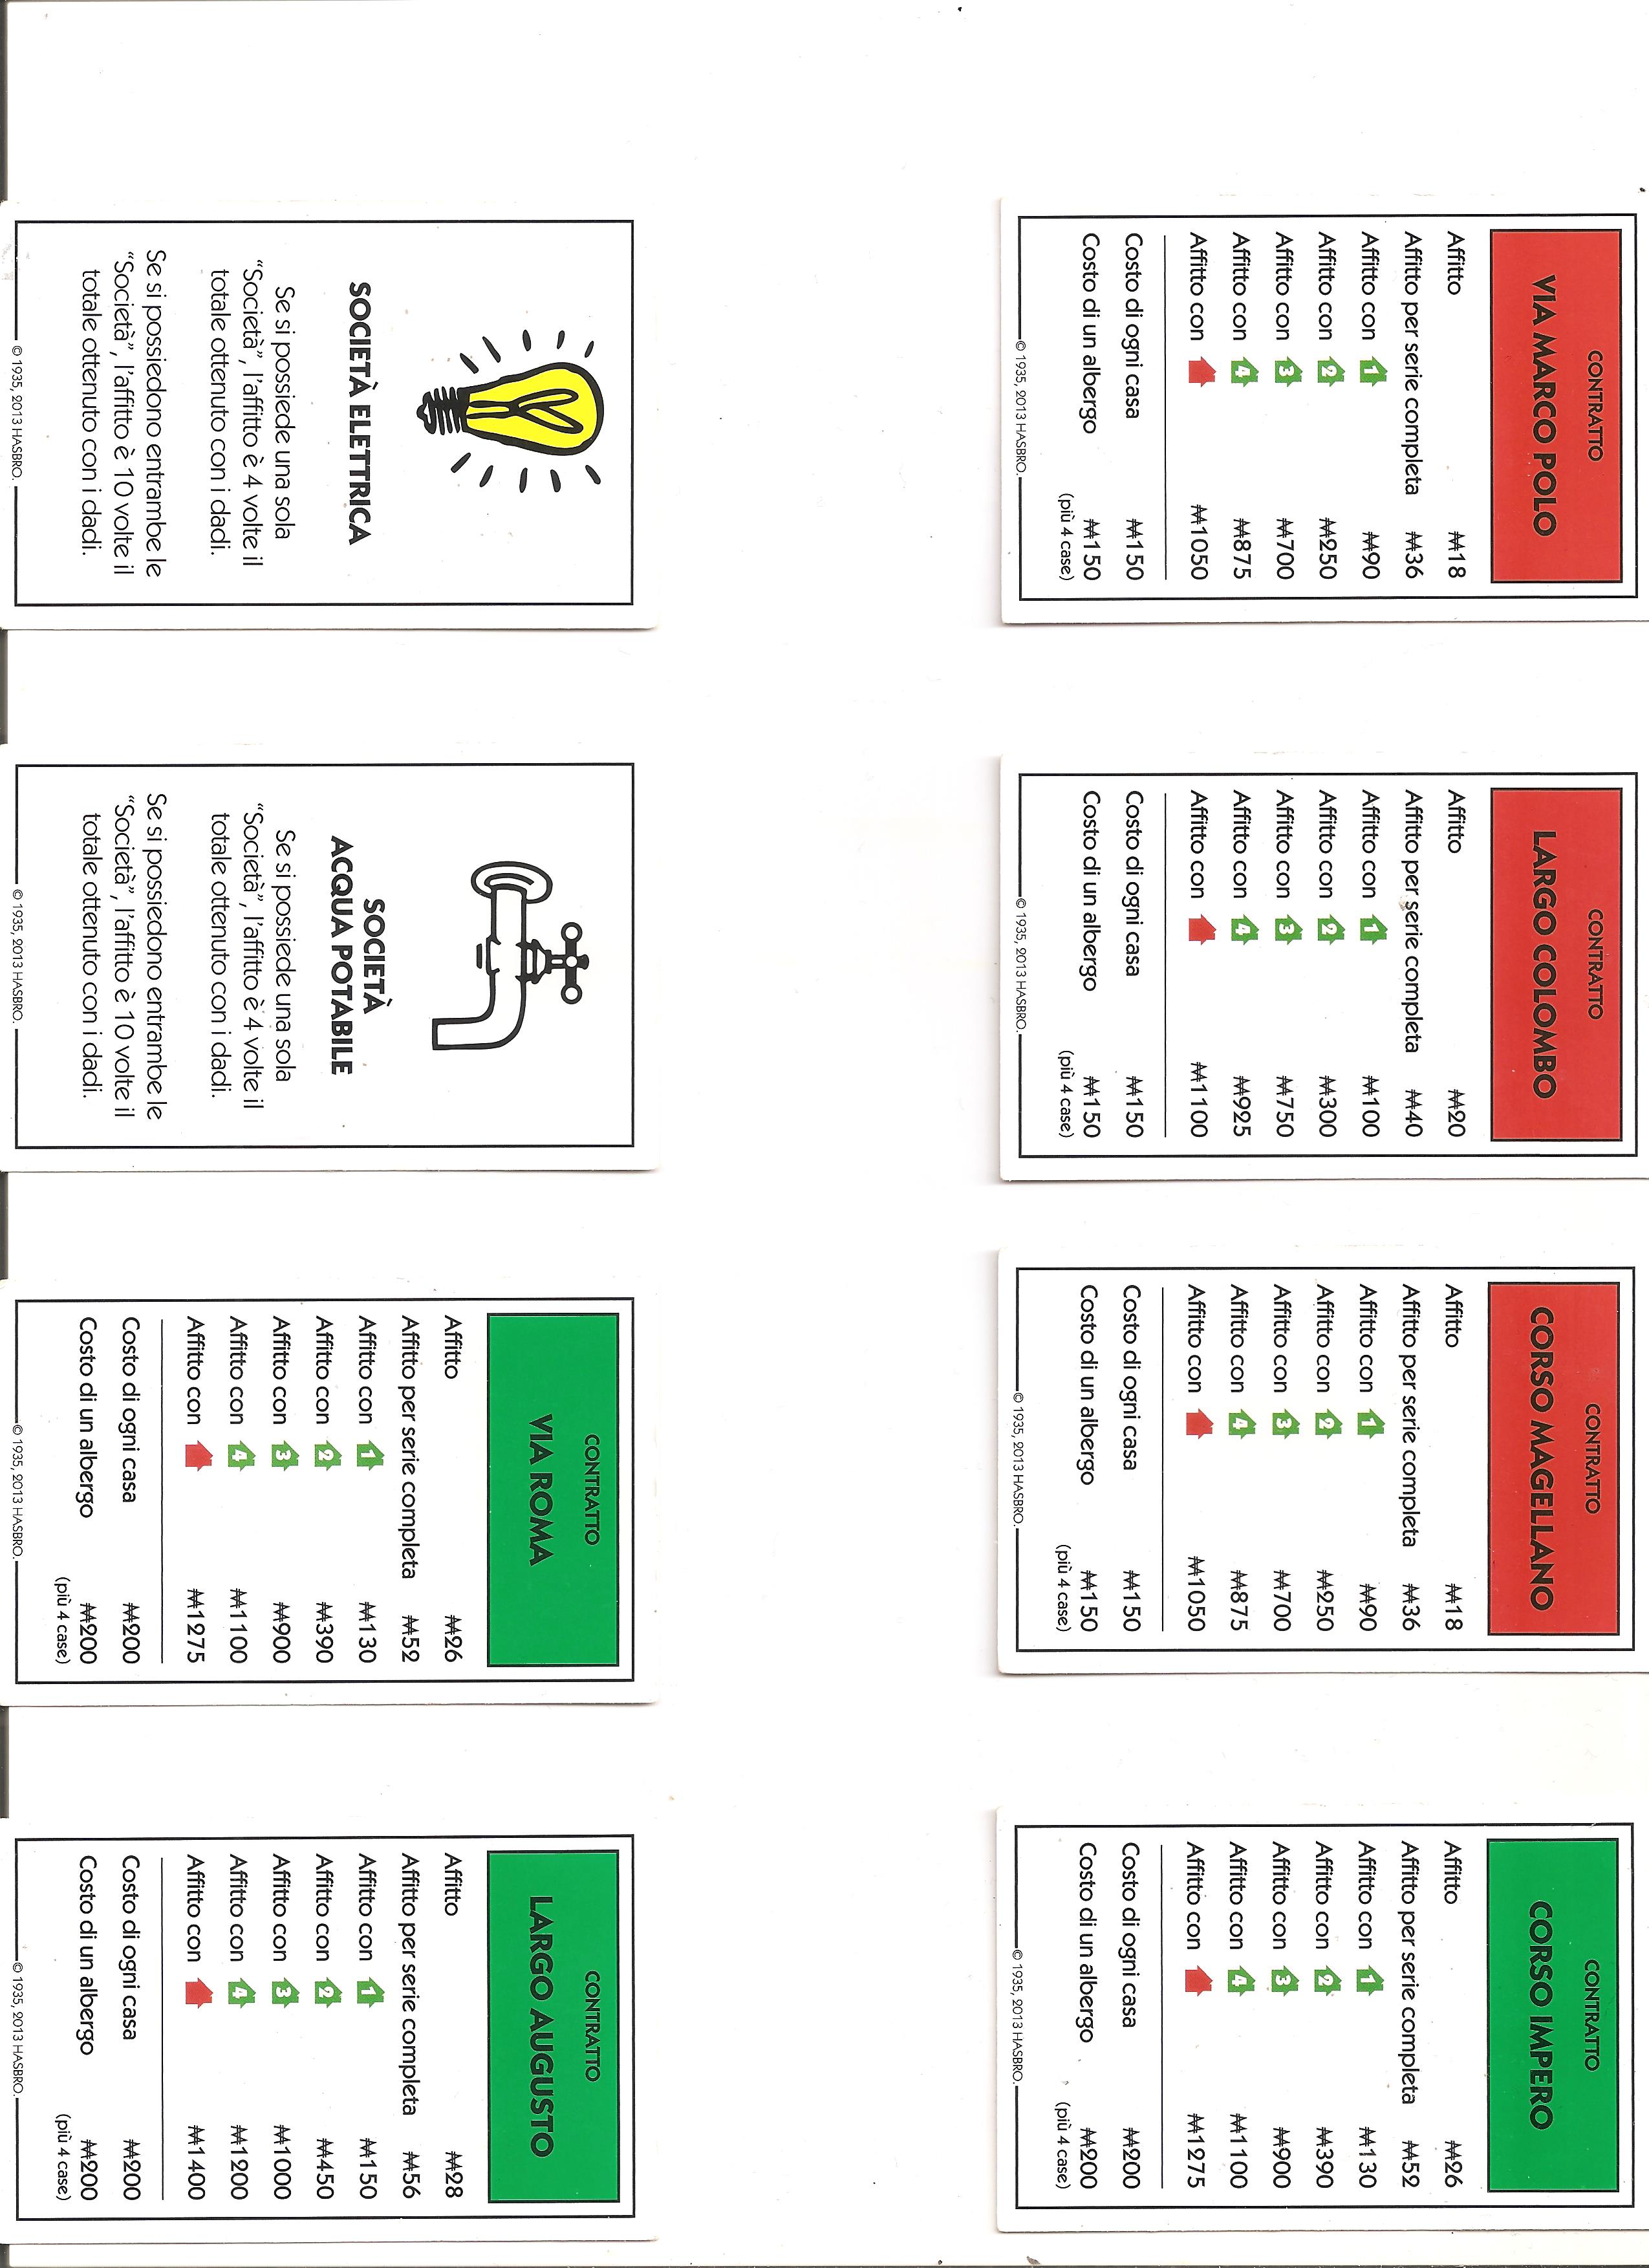 CONTRATTO
VIA MARCO POLO
Affitto ₩18
Affitto per serie completa ₩36
Affitto con 1 ₩90
Affitto con 2 ₩250
Affitto con 3 ₩700
Affitto con 4 ₩875
Affitto con ₩1050
Costo di ogni casa ₩150
Costo di un albergo ₩150
(più 4 case)
© 1935, 2013 HASBRO.
CONTRATTO
LARGO COLOMBO
Affitto ₩20
Affitto per serie completa ₩40
Affitto con 1 ₩100
Affitto con 2 ₩300
Affitto con 3 ₩750
Affitto con 4 ₩925
Affitto con ₩1100
Costo di ogni casa ₩150
Costo di un albergo ₩150
(più 4 case)
© 1935, 2013 HASBRO.
CONTRATTO
CORSO MAGELLANO
Affitto ₩18
Affitto per serie completa ₩36
Affitto con 1 ₩90
Affitto con 2 ₩250
Affitto con 3 ₩700
Affitto con 4 ₩875
Affitto con ₩1050
Costo di ogni casa ₩150
Costo di un albergo ₩150
(più 4 case)
© 1935, 2013 HASBRO.
CONTRATTO
CORSO IMPERO
Affitto ₩26
Affitto per serie completa ₩52
Affitto con 1 ₩130
Affitto con 2 ₩390
Affitto con 3 ₩900
Affitto con 4 ₩1100
Affitto con ₩1275
Costo di ogni casa ₩200
Costo di un albergo ₩200
(più 4 case)
© 1935, 2013 HASBRO.
SOCIETÀ ELETTRICA
Se si possiede una sola
“Società”, l’affitto è 4 volte il
totale ottenuto con i dadi.
Se si possiedono entrambe le
“Società”, l’affitto è 10 volte il
totale ottenuto con i dadi.
© 1935, 2013 HASBRO.
SOCIETÀ
ACQUA POTABILE
Se si possiede una sola
“Società”, l’affitto è 4 volte il
totale ottenuto con i dadi.
Se si possiedono entrambe le
“Società”, l’affitto è 10 volte il
totale ottenuto con i dadi.
© 1935, 2013 HASBRO.
CONTRATTO
VIA ROMA
Affitto ₩26
Affitto per serie completa ₩52
Affitto con 1 ₩130
Affitto con 2 ₩390
Affitto con 3 ₩900
Affitto con 4 ₩1100
Affitto con ₩1275
Costo di ogni casa ₩200
Costo di un albergo ₩200
(più 4 case)
© 1935, 2013 HASBRO.
CONTRATTO
LARGO AUGUSTO
Affitto ₩28
Affitto per serie completa ₩56
Affitto con 1 ₩150
Affitto con 2 ₩450
Affitto con 3 ₩1000
Affitto con 4 ₩1200
Affitto con ₩1400
Costo di ogni casa ₩200
Costo di un albergo ₩200
(più 4 case)
© 1935, 2013 HASBRO.